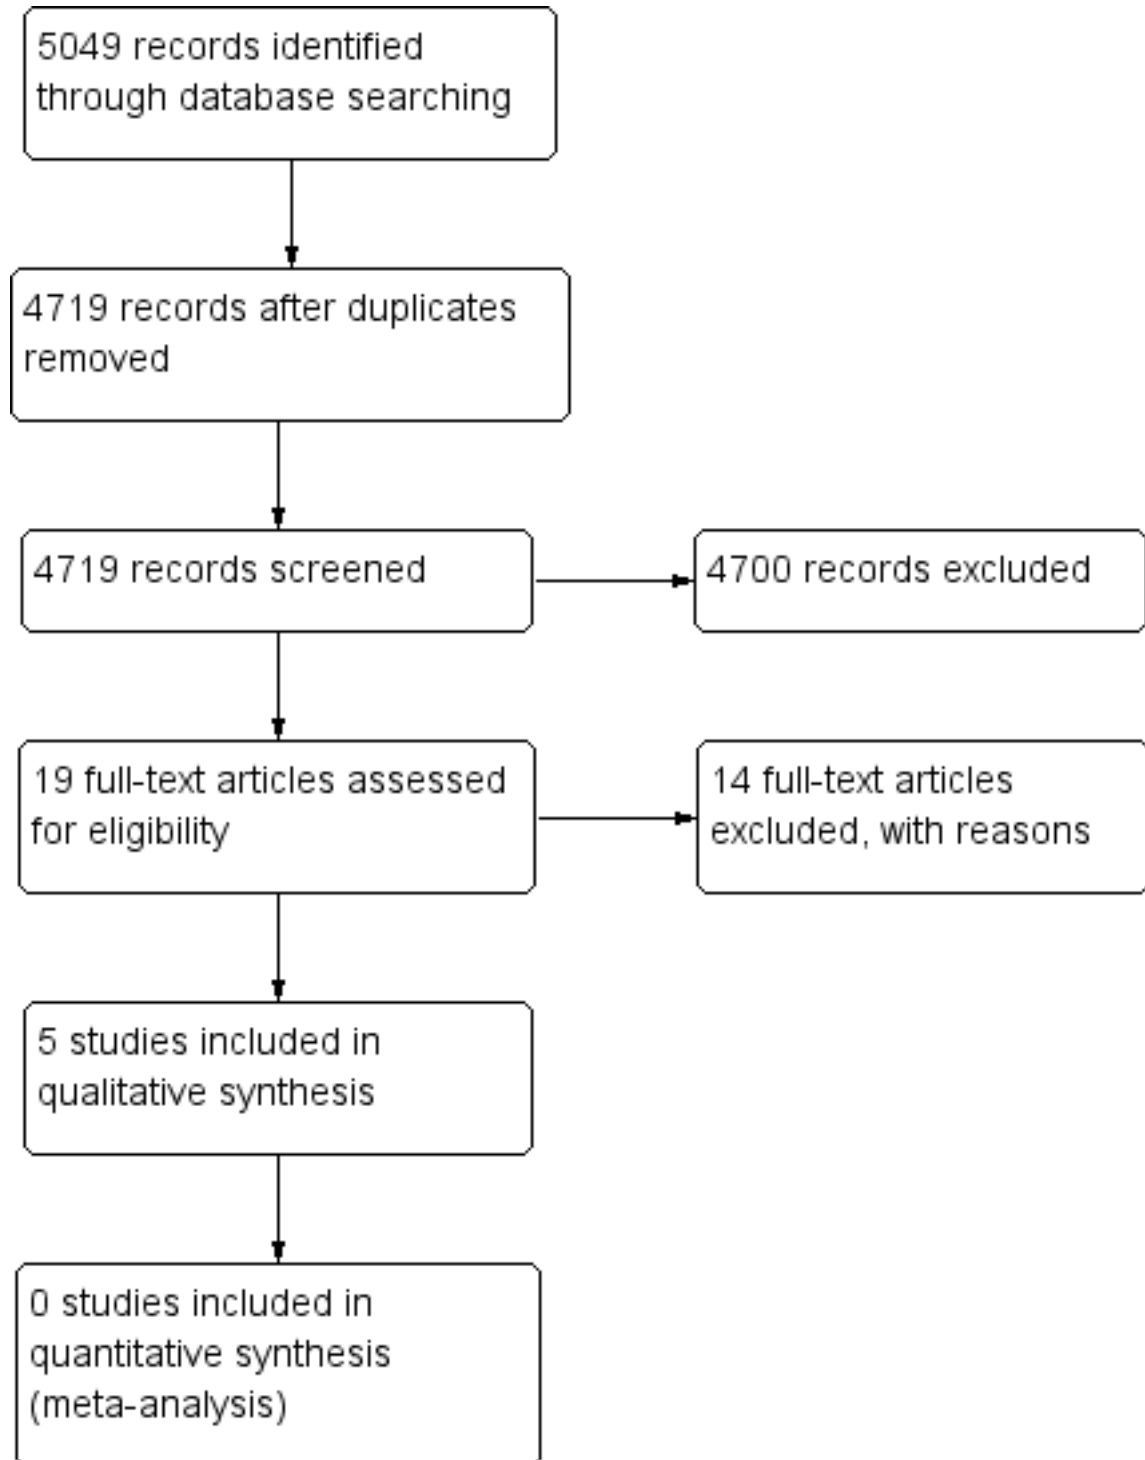 5049 records identified
through database searching
4719 records after duplicates
removed
4719 records screened
4700 records excluded
19 full-text articles assessed
for eligibility
14 full-text articles
excluded, with reasons
5 studies included in
qualitative synthesis
0 studies included in
quantitative synthesis
(meta-analysis)